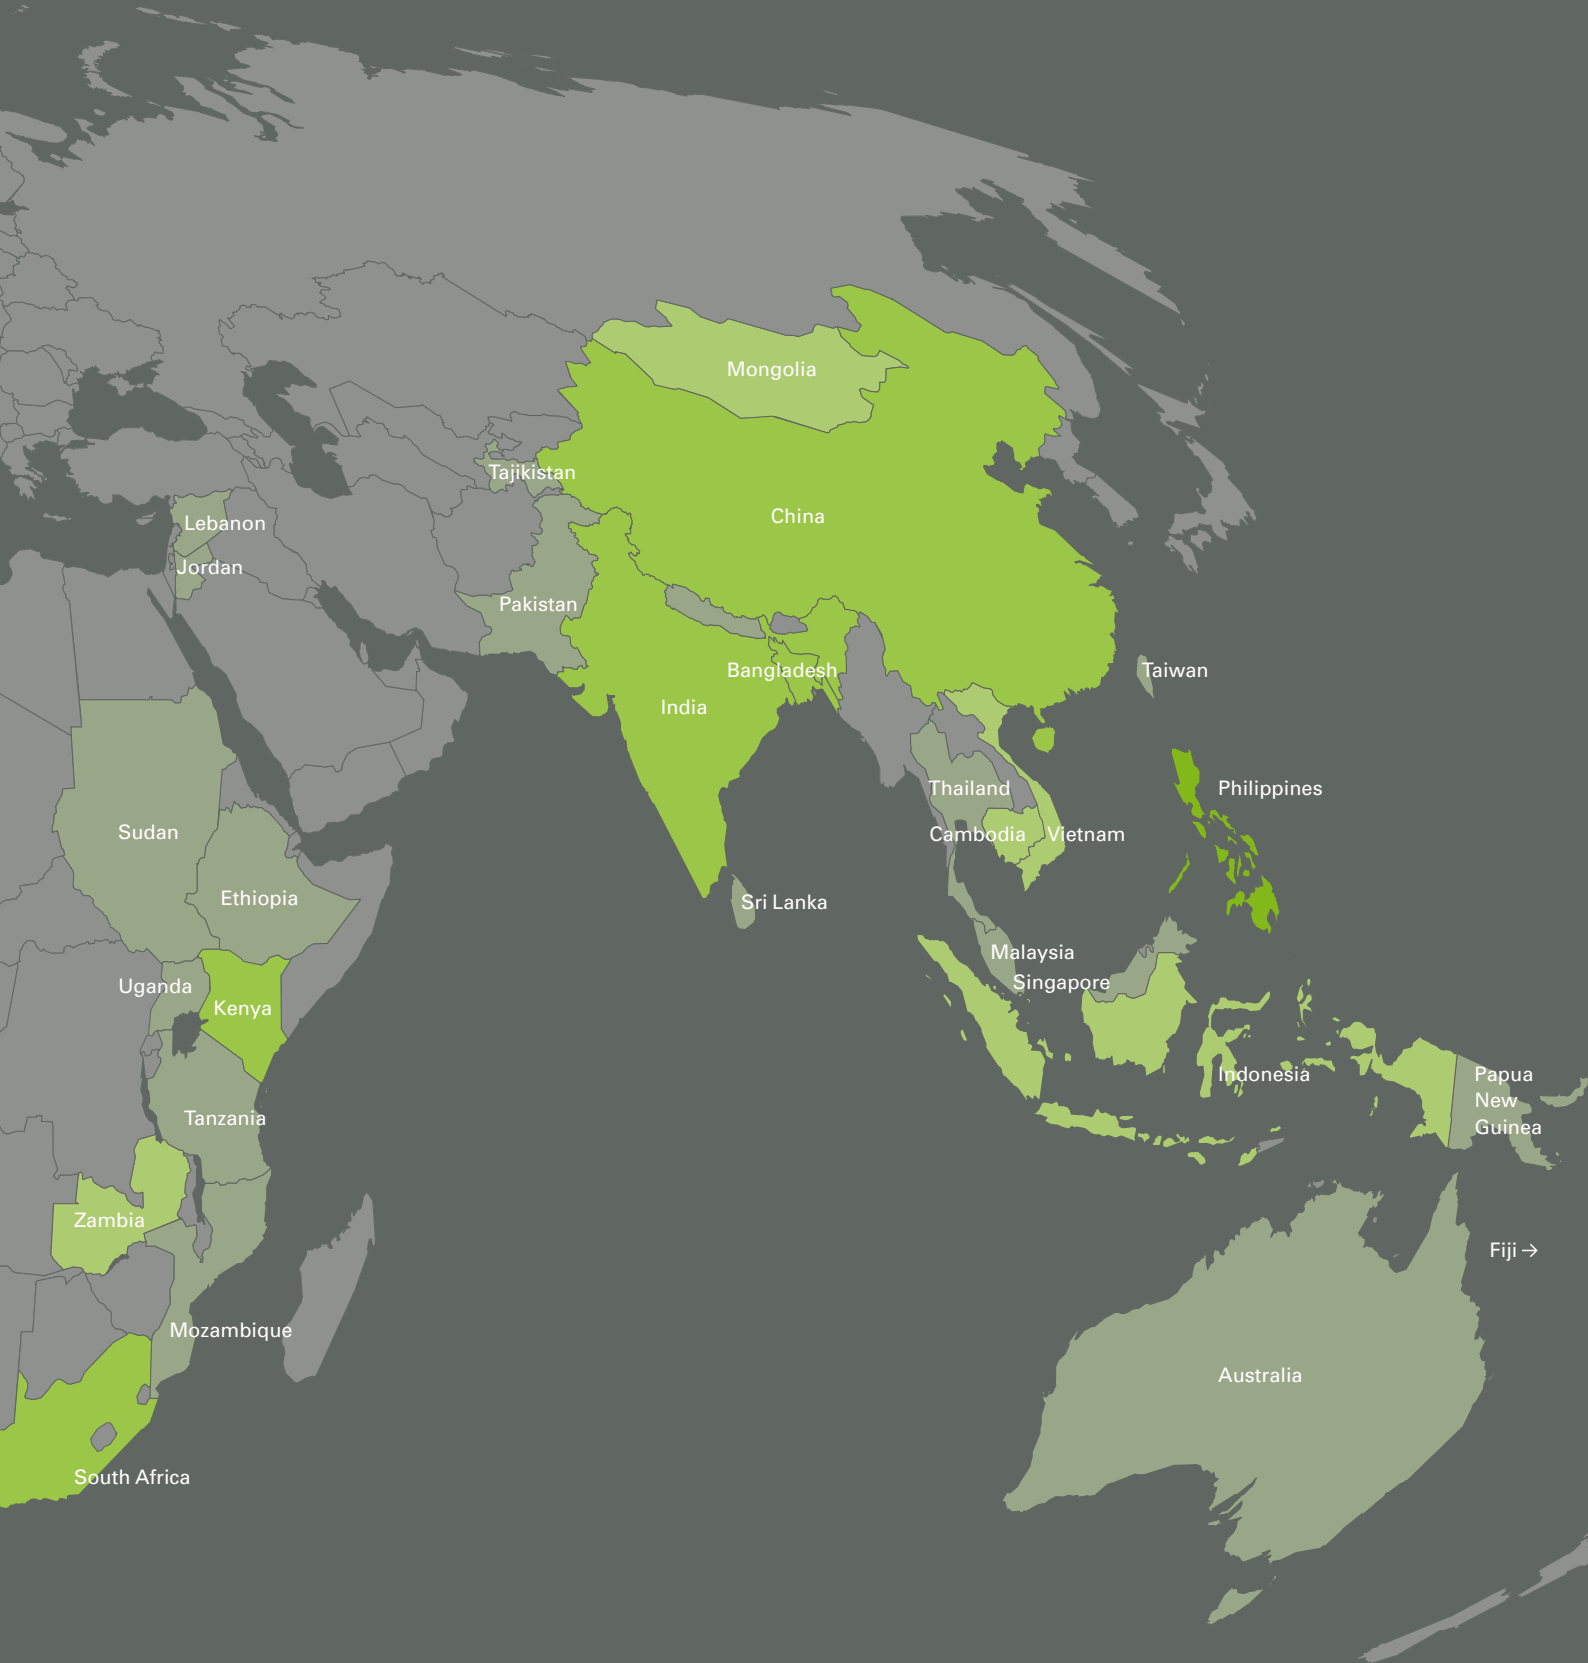 Mongolia
Tajikistan
China
Lebanon
Jordan
Pakistan
Bangladesh
Taiwan
India
Thailand
Philippines
Sudan
Cambodia
Vietnam
Ethiopia
Sri Lanka
Malaysia
Uganda
Singapore
Kenya
Indonesia
Papua
New
Guinea
Tanzania
Zambia
Fiji →
Mozambique
Australia
South Africa